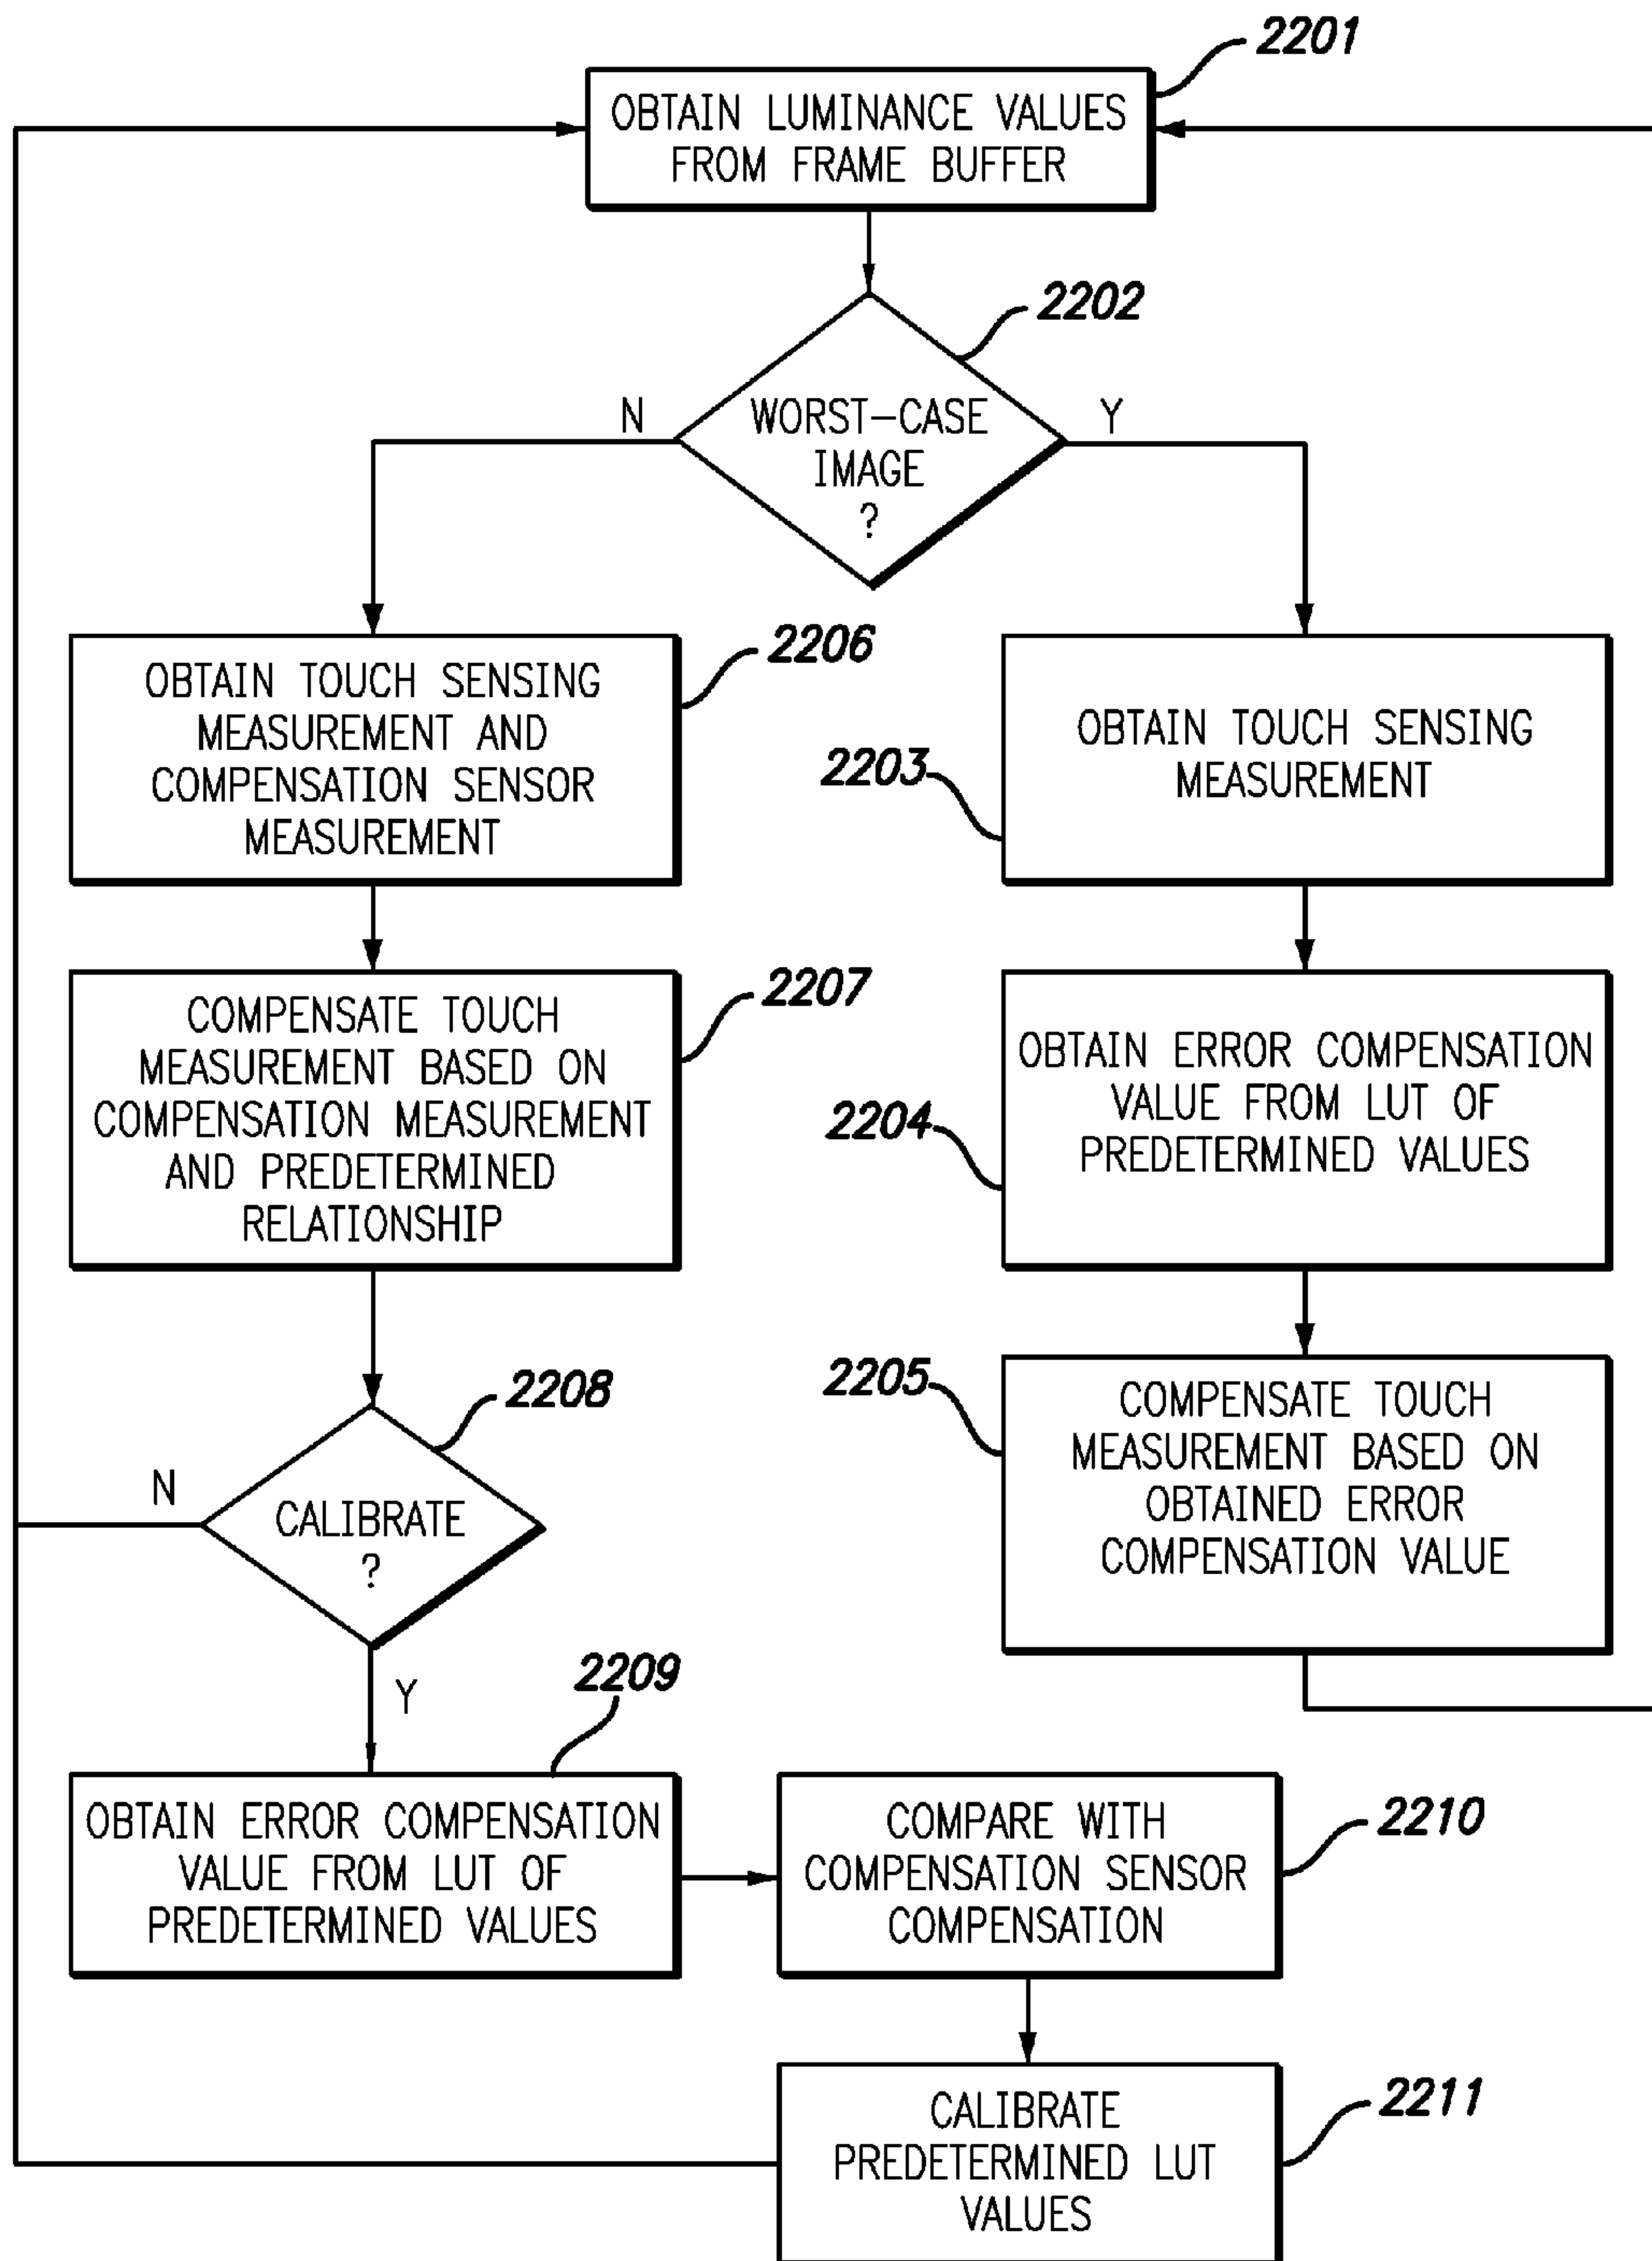 2201
OBTAIN LUMINANCE VALUES
FROM FRAME BUFFER
2202
N
WORST-CASE
IMAGE
?
Y
2206
OBTAIN TOUCH SENSING
MEASUREMENT AND
COMPENSATION SENSOR
MEASUREMENT
2203
OBTAIN TOUCH SENSING
MEASUREMENT
2207
COMPENSATE TOUCH
MEASUREMENT BASED ON
COMPENSATION MEASUREMENT
AND PREDETERMINED
RELATIONSHIP
2204
OBTAIN ERROR COMPENSATION
VALUE FROM LUT OF
PREDETERMINED VALUES
2208
N
CALIBRATE
?
Y
2205
COMPENSATE TOUCH
MEASUREMENT BASED ON
OBTAINED ERROR
COMPENSATION VALUE
2209
OBTAIN ERROR COMPENSATION
VALUE FROM LUT OF
PREDETERMINED VALUES
2210
COMPARE WITH
COMPENSATION SENSOR
COMPENSATION
2211
CALIBRATE
PREDETERMINED LUT
VALUES